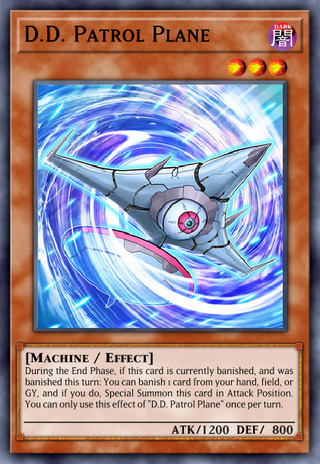 D.D. Patrol Plane
DARK
闇
[Machine / Effect]
During the End Phase, if this card is currently banished, and was
banished this turn: You can banish 1 card from your hand, field, or
GY, and if you do, Special Summon this card in Attack Position.
You can only use this effect of "D.D. Patrol Plane" once per turn.
ATK/1200 DEF/ 800